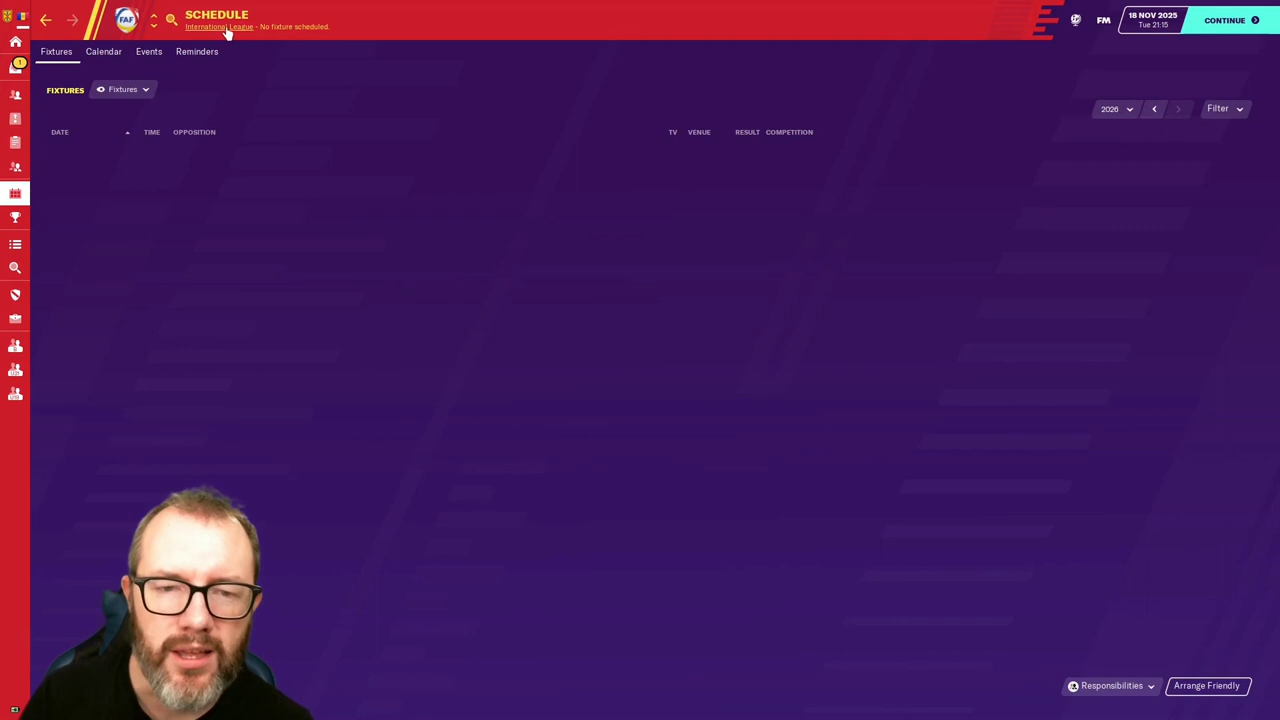 FAF
SCHEDULE
International League - No fixture scheduled.
FM
18 NOV 2025
Tue 21:15
CONTINUE
1
Fixtures Calendar Events Reminders
FIXTURES Fixtures
2026 Filter
DATE TIME OPPOSITION TV VENUE RESULT COMPETITION
Responsibilities Arrange Friendly